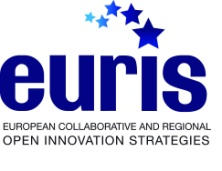 euris
EUROPEAN COLLABORATIVE AND REGIONAL
OPEN INNOVATION STRATEGIES